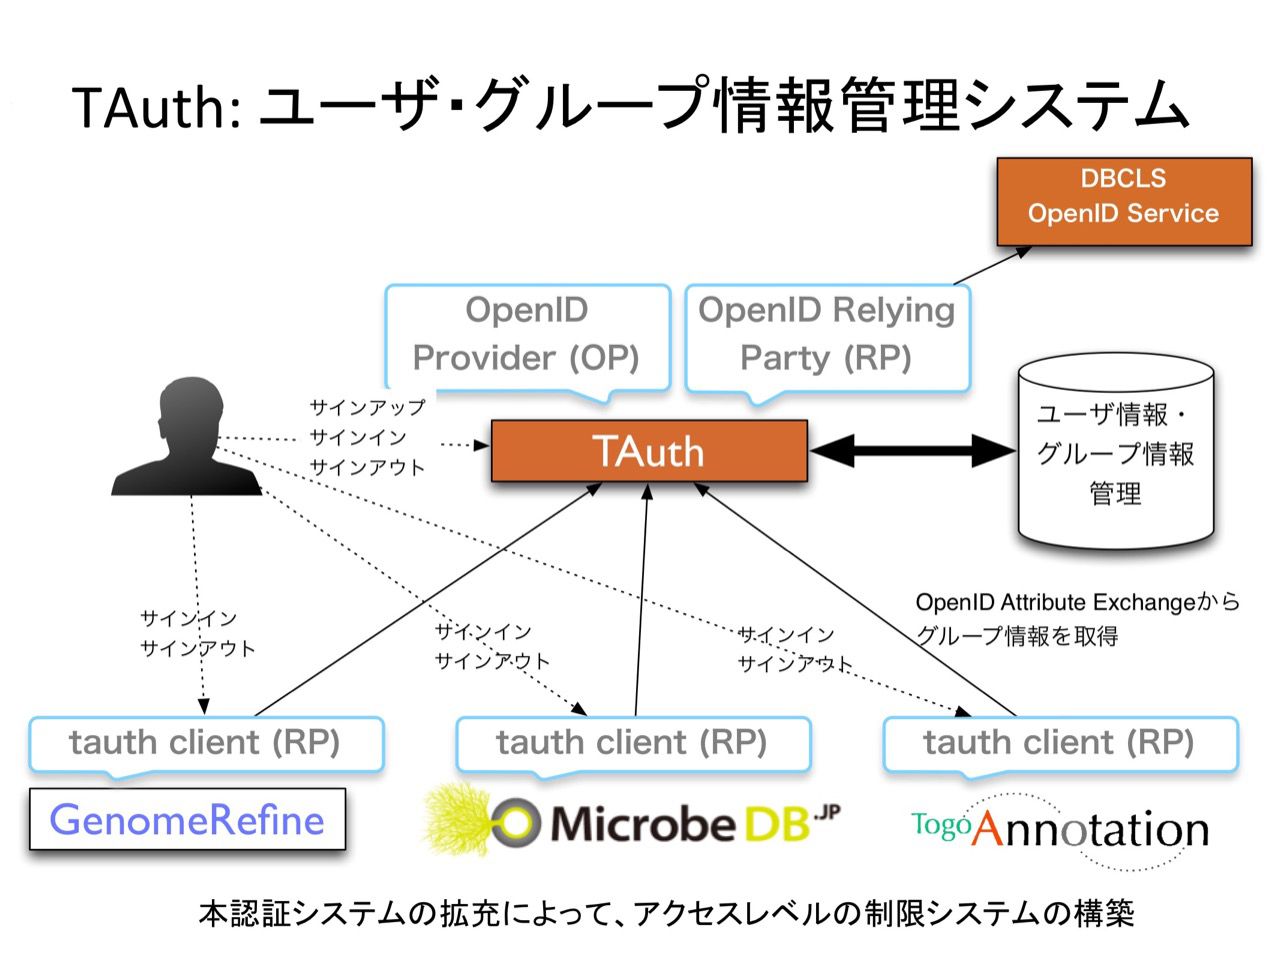 TAuth: ユーザ・グループ情報管理システム
DBCLS
OpenID Service
OpenID
Provider (OP)
OpenID Relying
Party (RP)
サインアップ
サインイン
サインアウト
TAuth
ユーザ情報・
グループ情報
管理
OpenID Attribute Exchangeから
グループ情報を取得
サインイン
サインアウト
サインイン
サインアウト
サインイン
サインアウト
tauth client (RP)
tauth client (RP)
tauth client (RP)
GenomeRefine
Microbe DB.JP
Togo Annotation
本認証システムの拡充によって、アクセスレベルの制限システムの構築